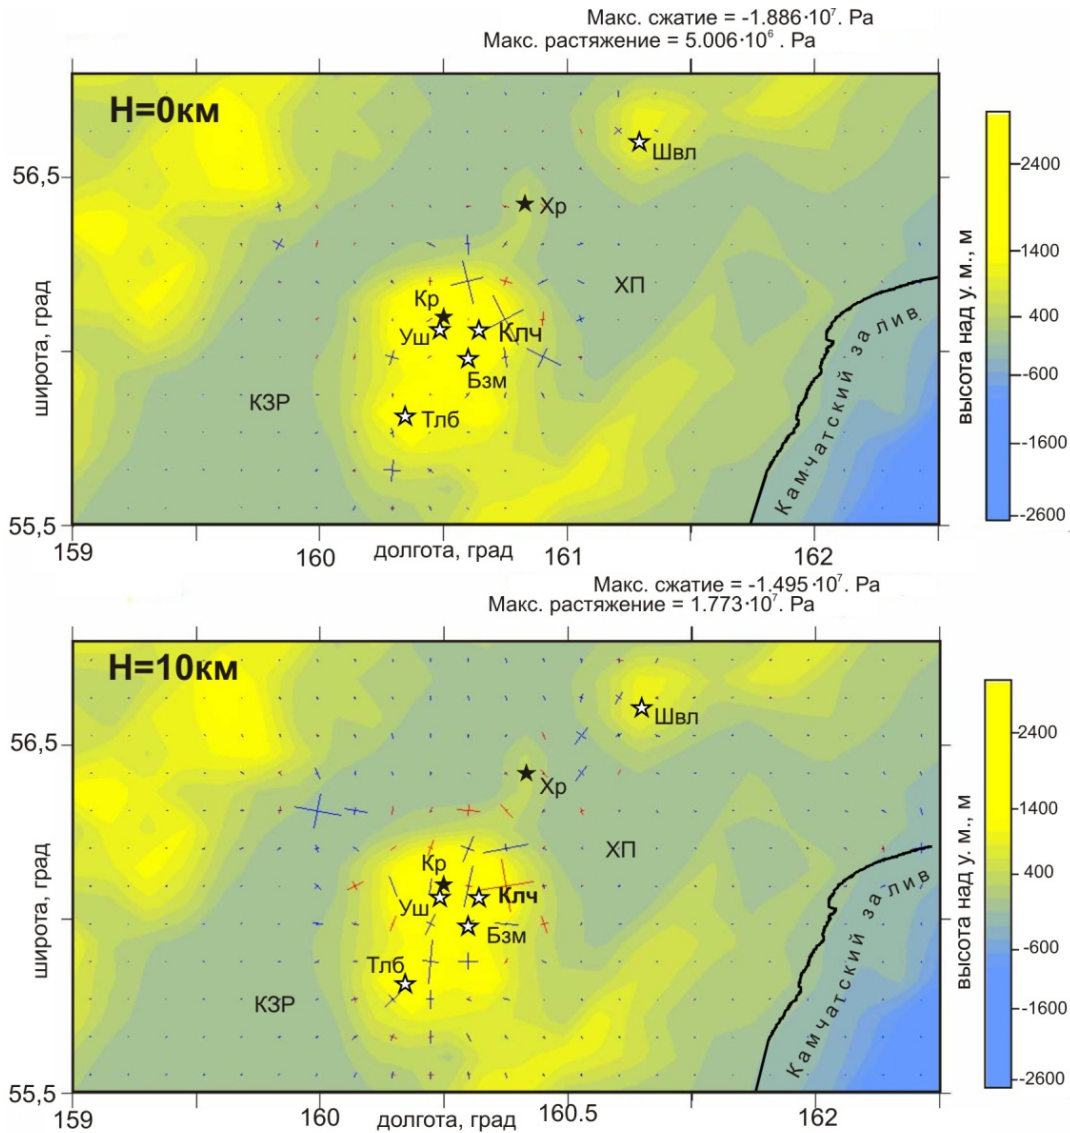 Макс. сжатие = -1.886·10⁷. Pa
Макс. растяжение = 5.006·10⁶ . Pa
H=0км
2400
1400
400
-600
-1600
-2600
высота над у. м., м
56,5
55,5
широта, град
Швл
Хр
ХП
Кр
Уш
Клч
Бзм
КЗР
Тлб
Камчатский залив
159
160
161
162
долгота, град
Макс. сжатие = -1.495·10⁷. Pa
Макс. растяжение = 1.773·10⁷. Pa
H=10км
2400
1400
400
-600
-1600
-2600
высота над у. м., м
56,5
55,5
широта, град
Швл
Хр
ХП
Кр
Уш
Клч
Бзм
Тлб
КЗР
Камчатский залив
159
160
160.5
162
долгота, град